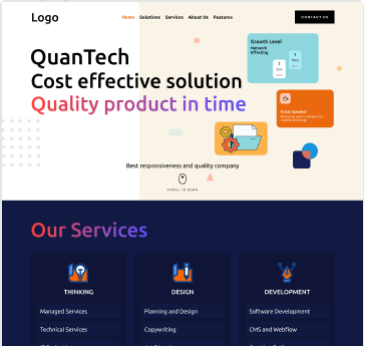 Logo
Home Solutions Services About Us Features
CONTACT US
Growth Level
Network
Effecting
QuanTech
Cost effective solution
Quality product in time
Best responsiveness and quality company
SCROLL TO DOWN
Our Services
THINKING
DESIGN
DEVELOPMENT
Managed Services
Planning and Design
Software Development
Technical Services
Copywriting
CMS and Webflow